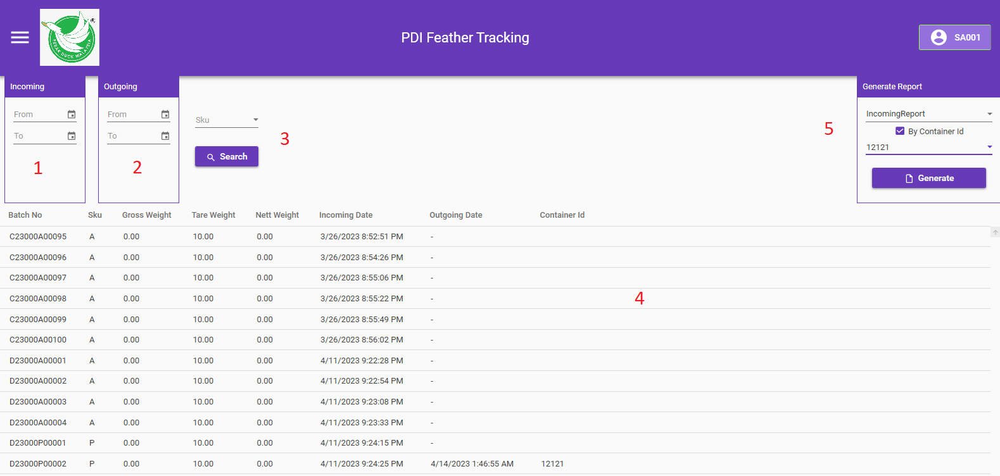 PERAK DUCK MALAYSIA
®
PDI Feather Tracking
SA001
Incoming
From
To
1
Outgoing
From
To
2
Sku
Search
3
5
Generate Report
IncomingReport
By Container Id
12121
Generate
Batch No Sku Gross Weight Tare Weight Nett Weight Incoming Date Outgoing Date Container Id
C23000A00095 A 0.00 10.00 0.00 3/26/2023 8:52:51 PM -
C23000A00096 A 0.00 10.00 0.00 3/26/2023 8:54:26 PM -
C23000A00097 A 0.00 10.00 0.00 3/26/2023 8:55:06 PM -
C23000A00098 A 0.00 10.00 0.00 3/26/2023 8:55:22 PM -
4
C23000A00099 A 0.00 10.00 0.00 3/26/2023 8:55:49 PM -
C23000A00100 A 0.00 10.00 0.00 3/26/2023 8:56:02 PM -
D23000A00001 A 0.00 10.00 0.00 4/11/2023 9:22:28 PM -
D23000A00002 A 0.00 10.00 0.00 4/11/2023 9:22:54 PM -
D23000A00003 A 0.00 10.00 0.00 4/11/2023 9:23:08 PM -
D23000A00004 A 0.00 10.00 0.00 4/11/2023 9:23:33 PM -
D23000P00001 P 0.00 10.00 0.00 4/11/2023 9:24:15 PM -
D23000P00002 P 0.00 10.00 0.00 4/11/2023 9:24:25 PM 4/14/2023 1:46:55 AM 12121